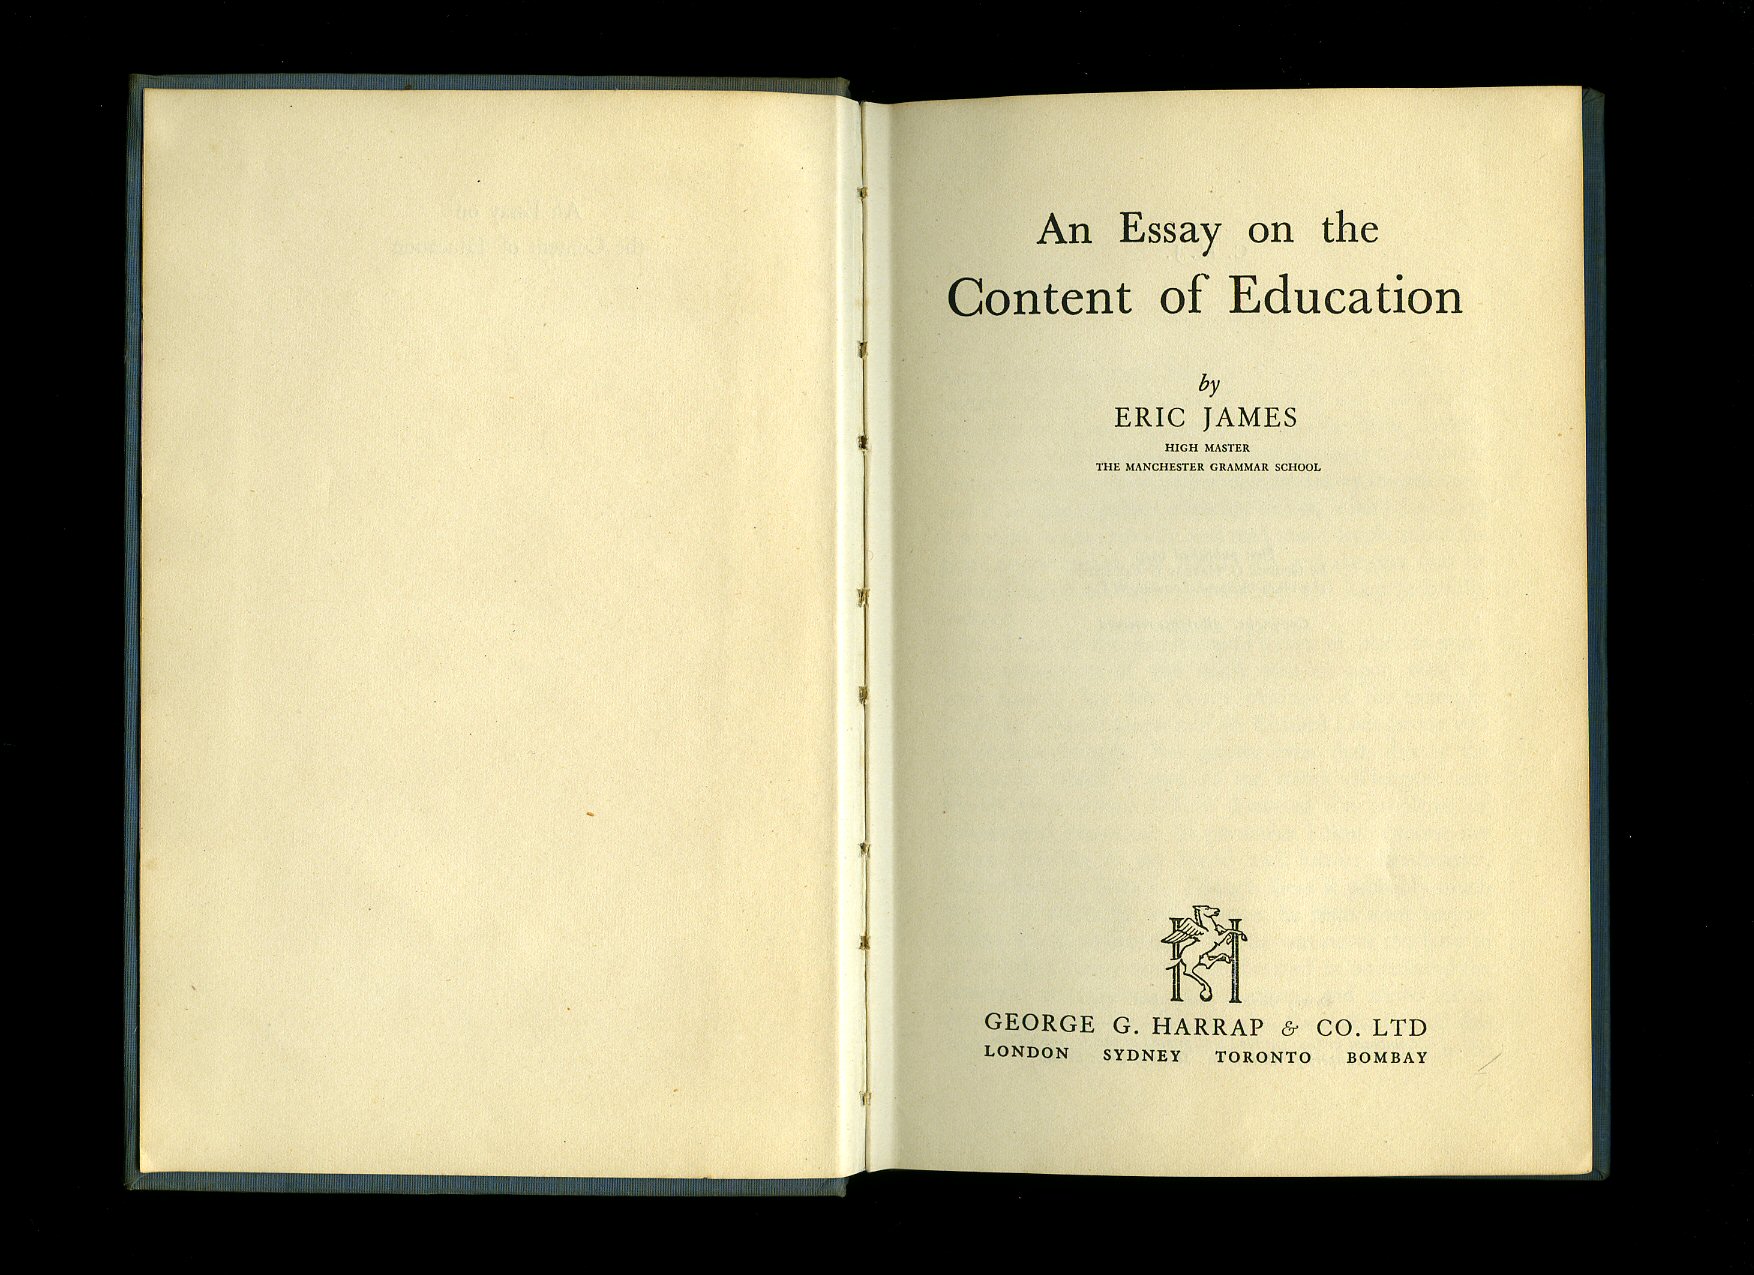 An Essay on the
Content of Education
by
ERIC JAMES
HIGH MASTER
THE MANCHESTER GRAMMAR SCHOOL
GEORGE G. HARRAP & CO. LTD
LONDON SYDNEY TORONTO BOMBAY